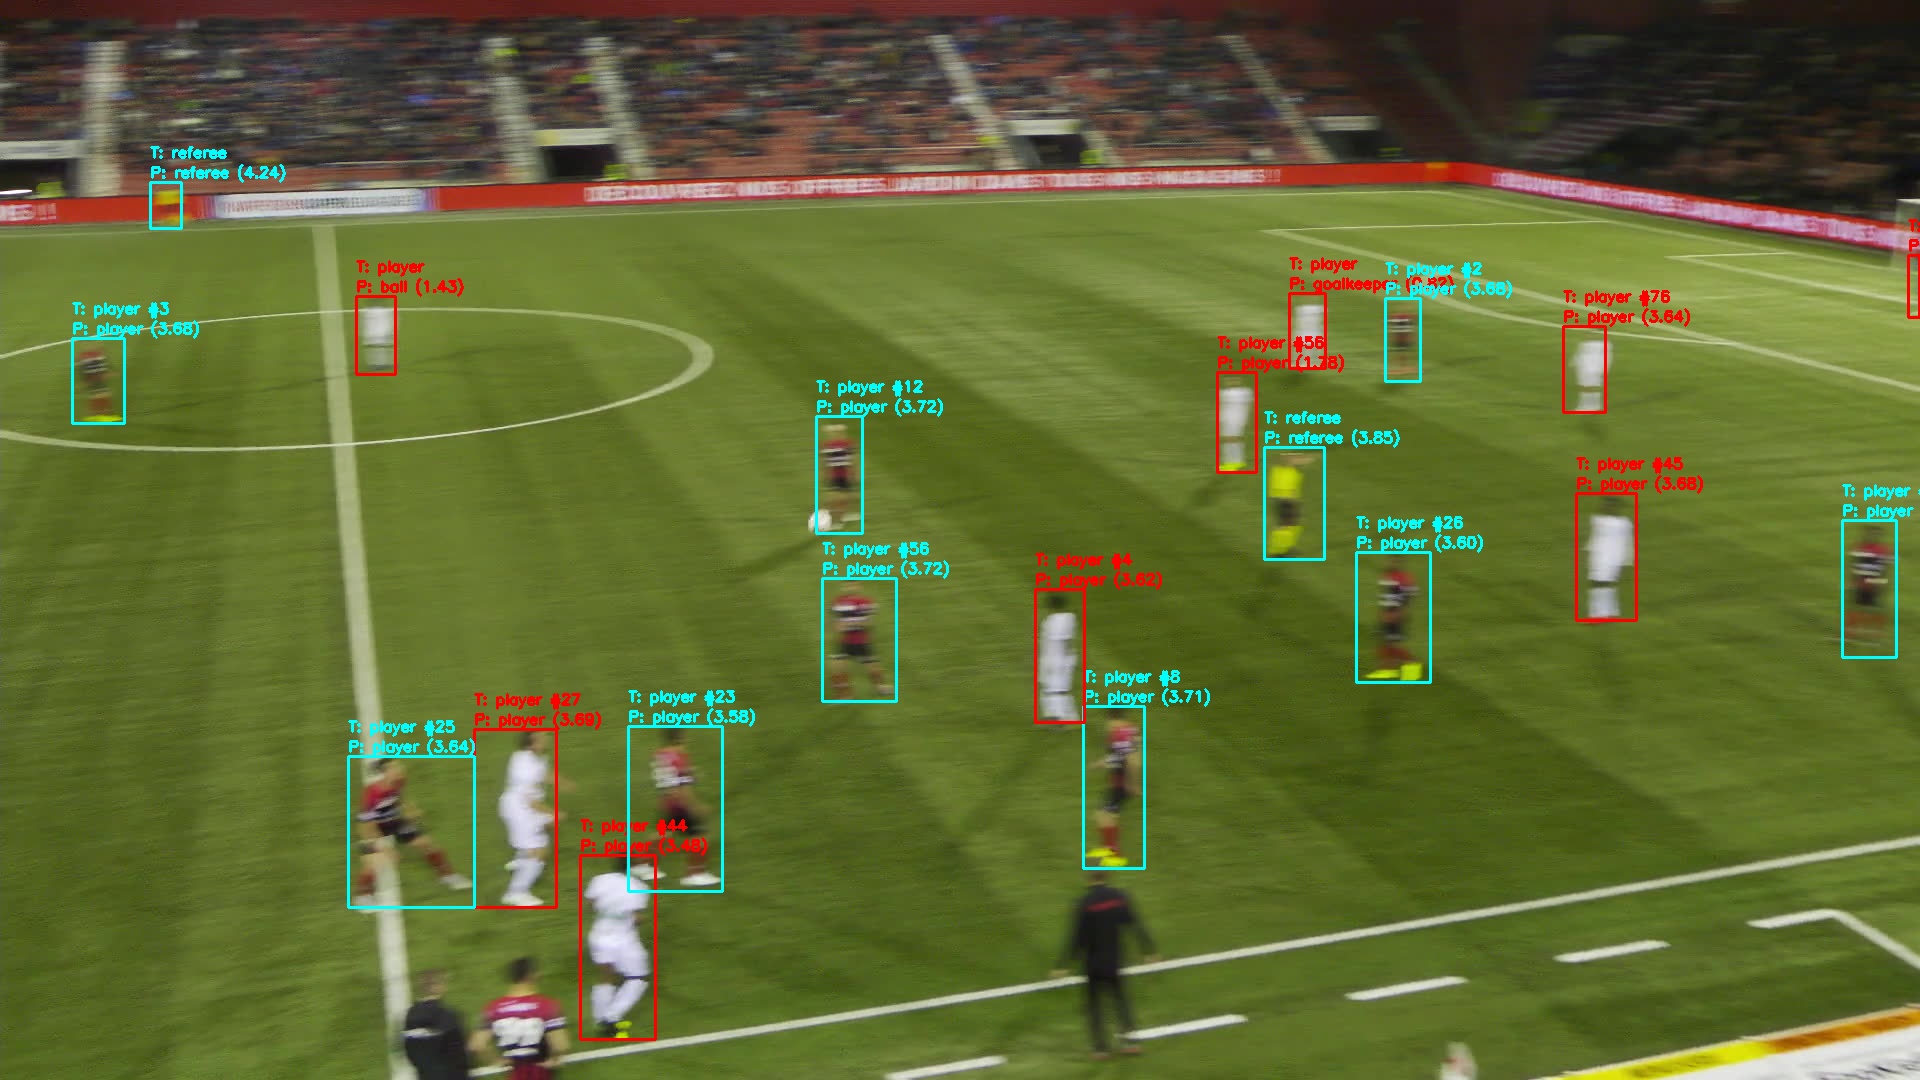 T: referee
P: referee (4.24)
T: player
P: ball (1.43)
T: player #3
P: player (3.68)
T: player
P: goalkeeper
T: player #2
P: player (3.68)
T: player #76
P: player (3.64)
T: player #56
P: player (1.78)
T: player #12
P: player (3.72)
T: referee
P: referee (3.85)
T: player #45
P: player (3.68)
T: player
P: player
T: player #26
P: player (3.60)
T: player #56
P: player (3.72)
T: player #4
P: player (3.62)
T: player #8
P: player (3.71)
T: player #27
P: player (3.69)
T: player #23
P: player (3.58)
T: player #25
P: player (3.64)
T: player #44
P: player (3.48)